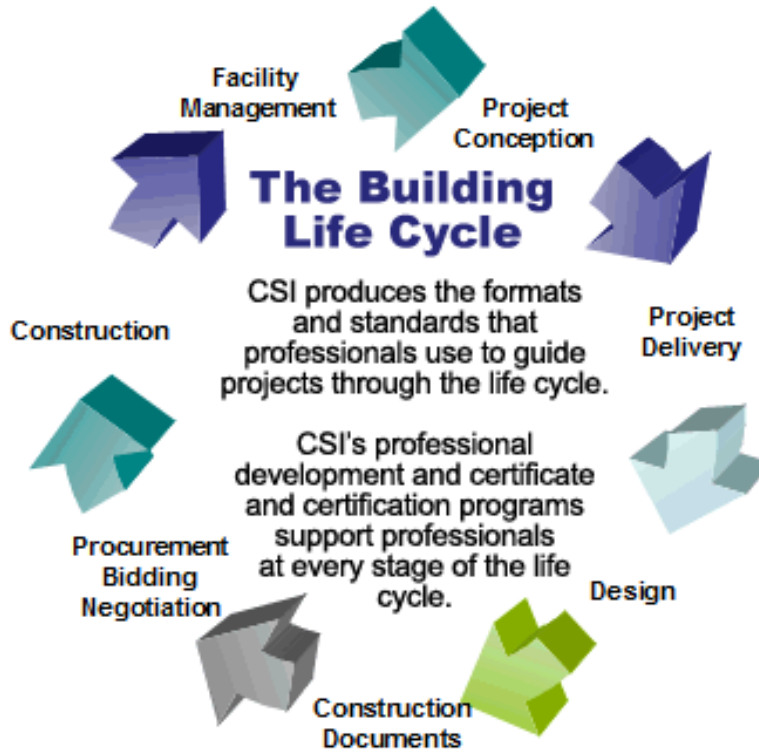 Facility
Management
Project
Conception
The Building
Life Cycle
CSI produces the formats
and standards that
professionals use to guide
projects through the life cycle.
Construction
Project
Delivery
CSI's professional
development and certificate
and certification programs
support professionals
at every stage of the life
cycle.
Procurement
Bidding
Negotiation
Design
Construction
Documents